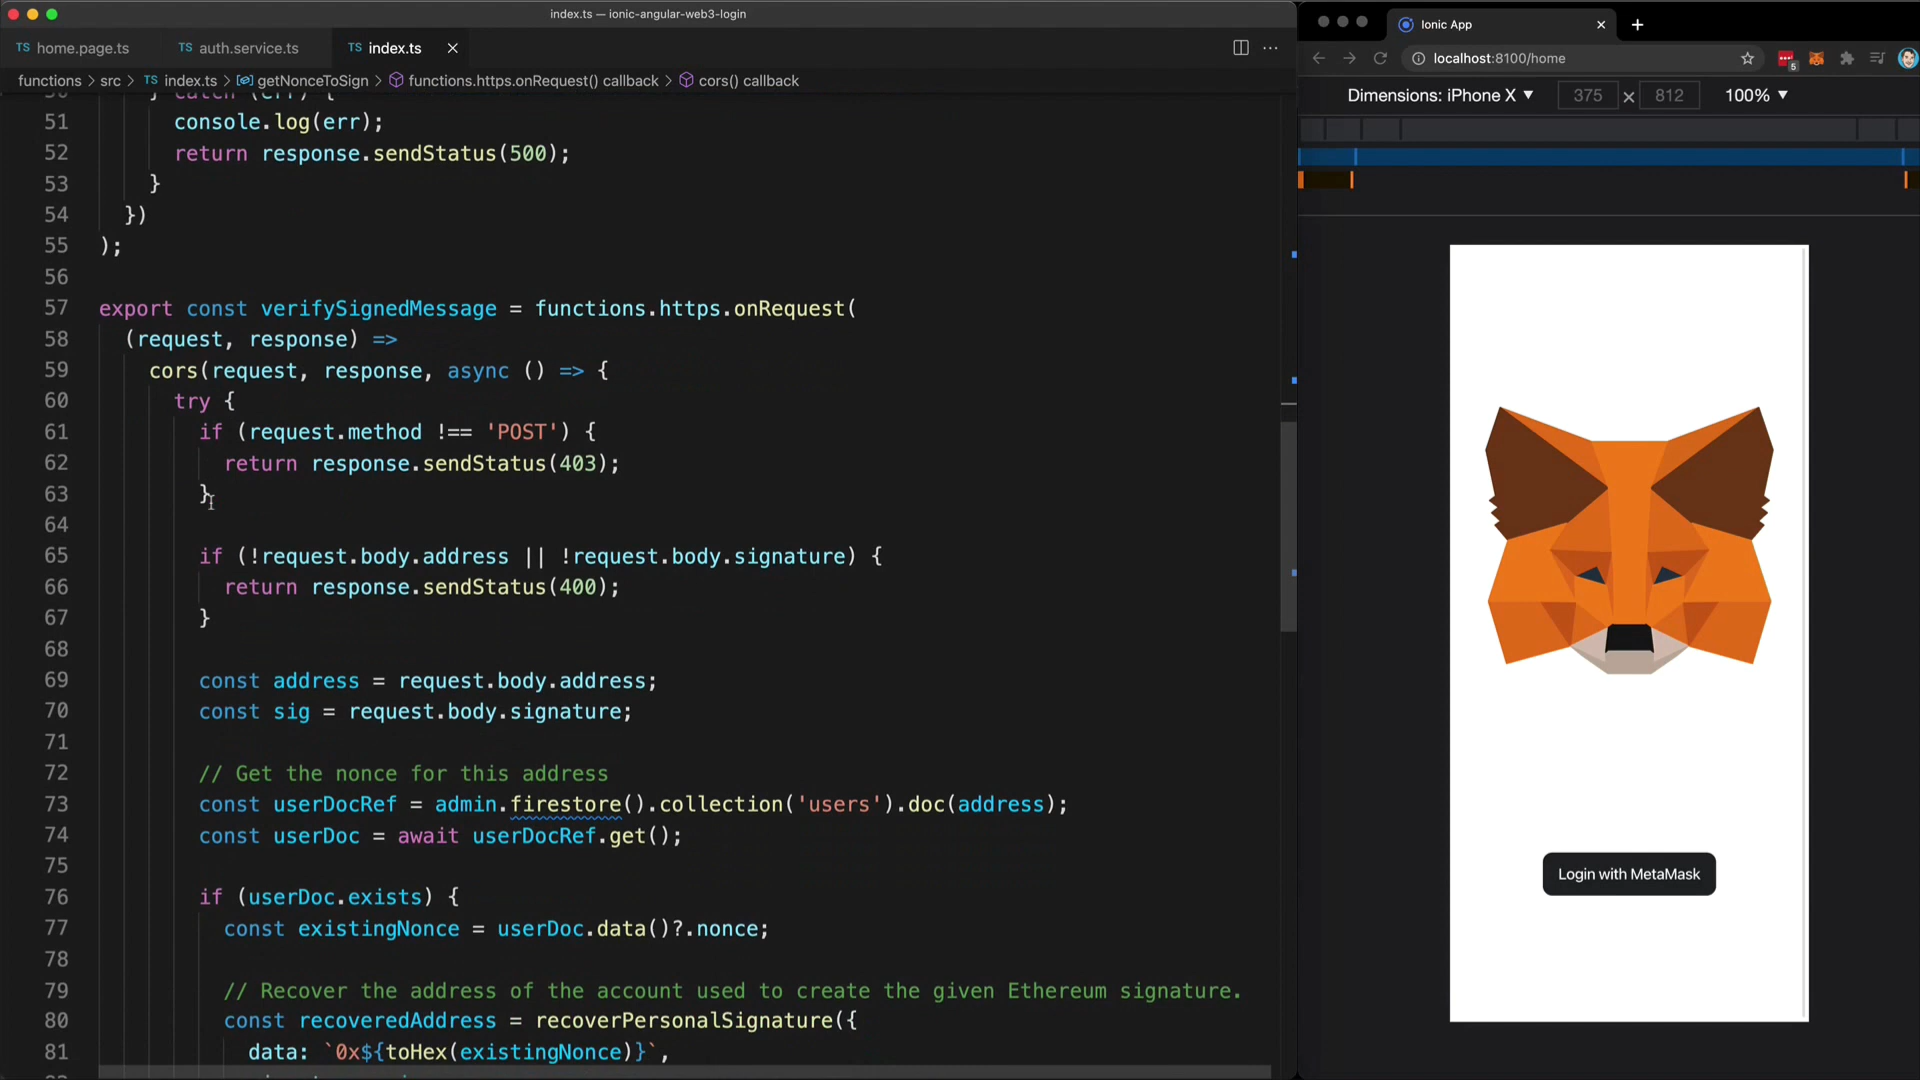 index.ts — ionic-angular-web3-login
TS home.page.ts
TS auth.service.ts
TS index.ts
functions > src > TS index.ts > getNonceToSign > functions.https.onRequest() callback > cors() callback
} catch (err) {
51 console.log(err);
52 return response.sendStatus(500);
53 }
54 })
55 );
56
57 export const verifySignedMessage = functions.https.onRequest(
58 (request, response) =>
59 cors(request, response, async () => {
60 try {
61 if (request.method !== 'POST') {
62 return response.sendStatus(403);
63 }
64
65 if (!request.body.address || !request.body.signature) {
66 return response.sendStatus(400);
67 }
68
69 const address = request.body.address;
70 const sig = request.body.signature;
71
72 // Get the nonce for this address
73 const userDocRef = admin.firestore().collection('users').doc(address);
74 const userDoc = await userDocRef.get();
75
76 if (userDoc.exists) {
77 const existingNonce = userDoc.data()?.nonce;
78
79 // Recover the address of the account used to create the given Ethereum signature.
80 const recoveredAddress = recoverPersonalSignature({
81 data: `0x${toHex(existingNonce)}`,
Ionic App
localhost:8100/home
5
Dimensions: iPhone X 375 × 812 100%
Login with MetaMask